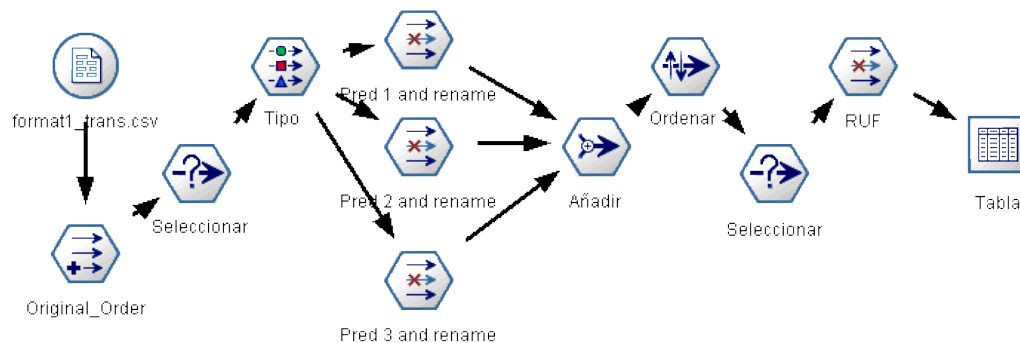 format1_trans.csv
Original_Order
Seleccionar
Tipo
Pred 1 and rename
Pred 2 and rename
Pred 3 and rename
Añadir
Ordenar
Seleccionar
RUF
Tabla